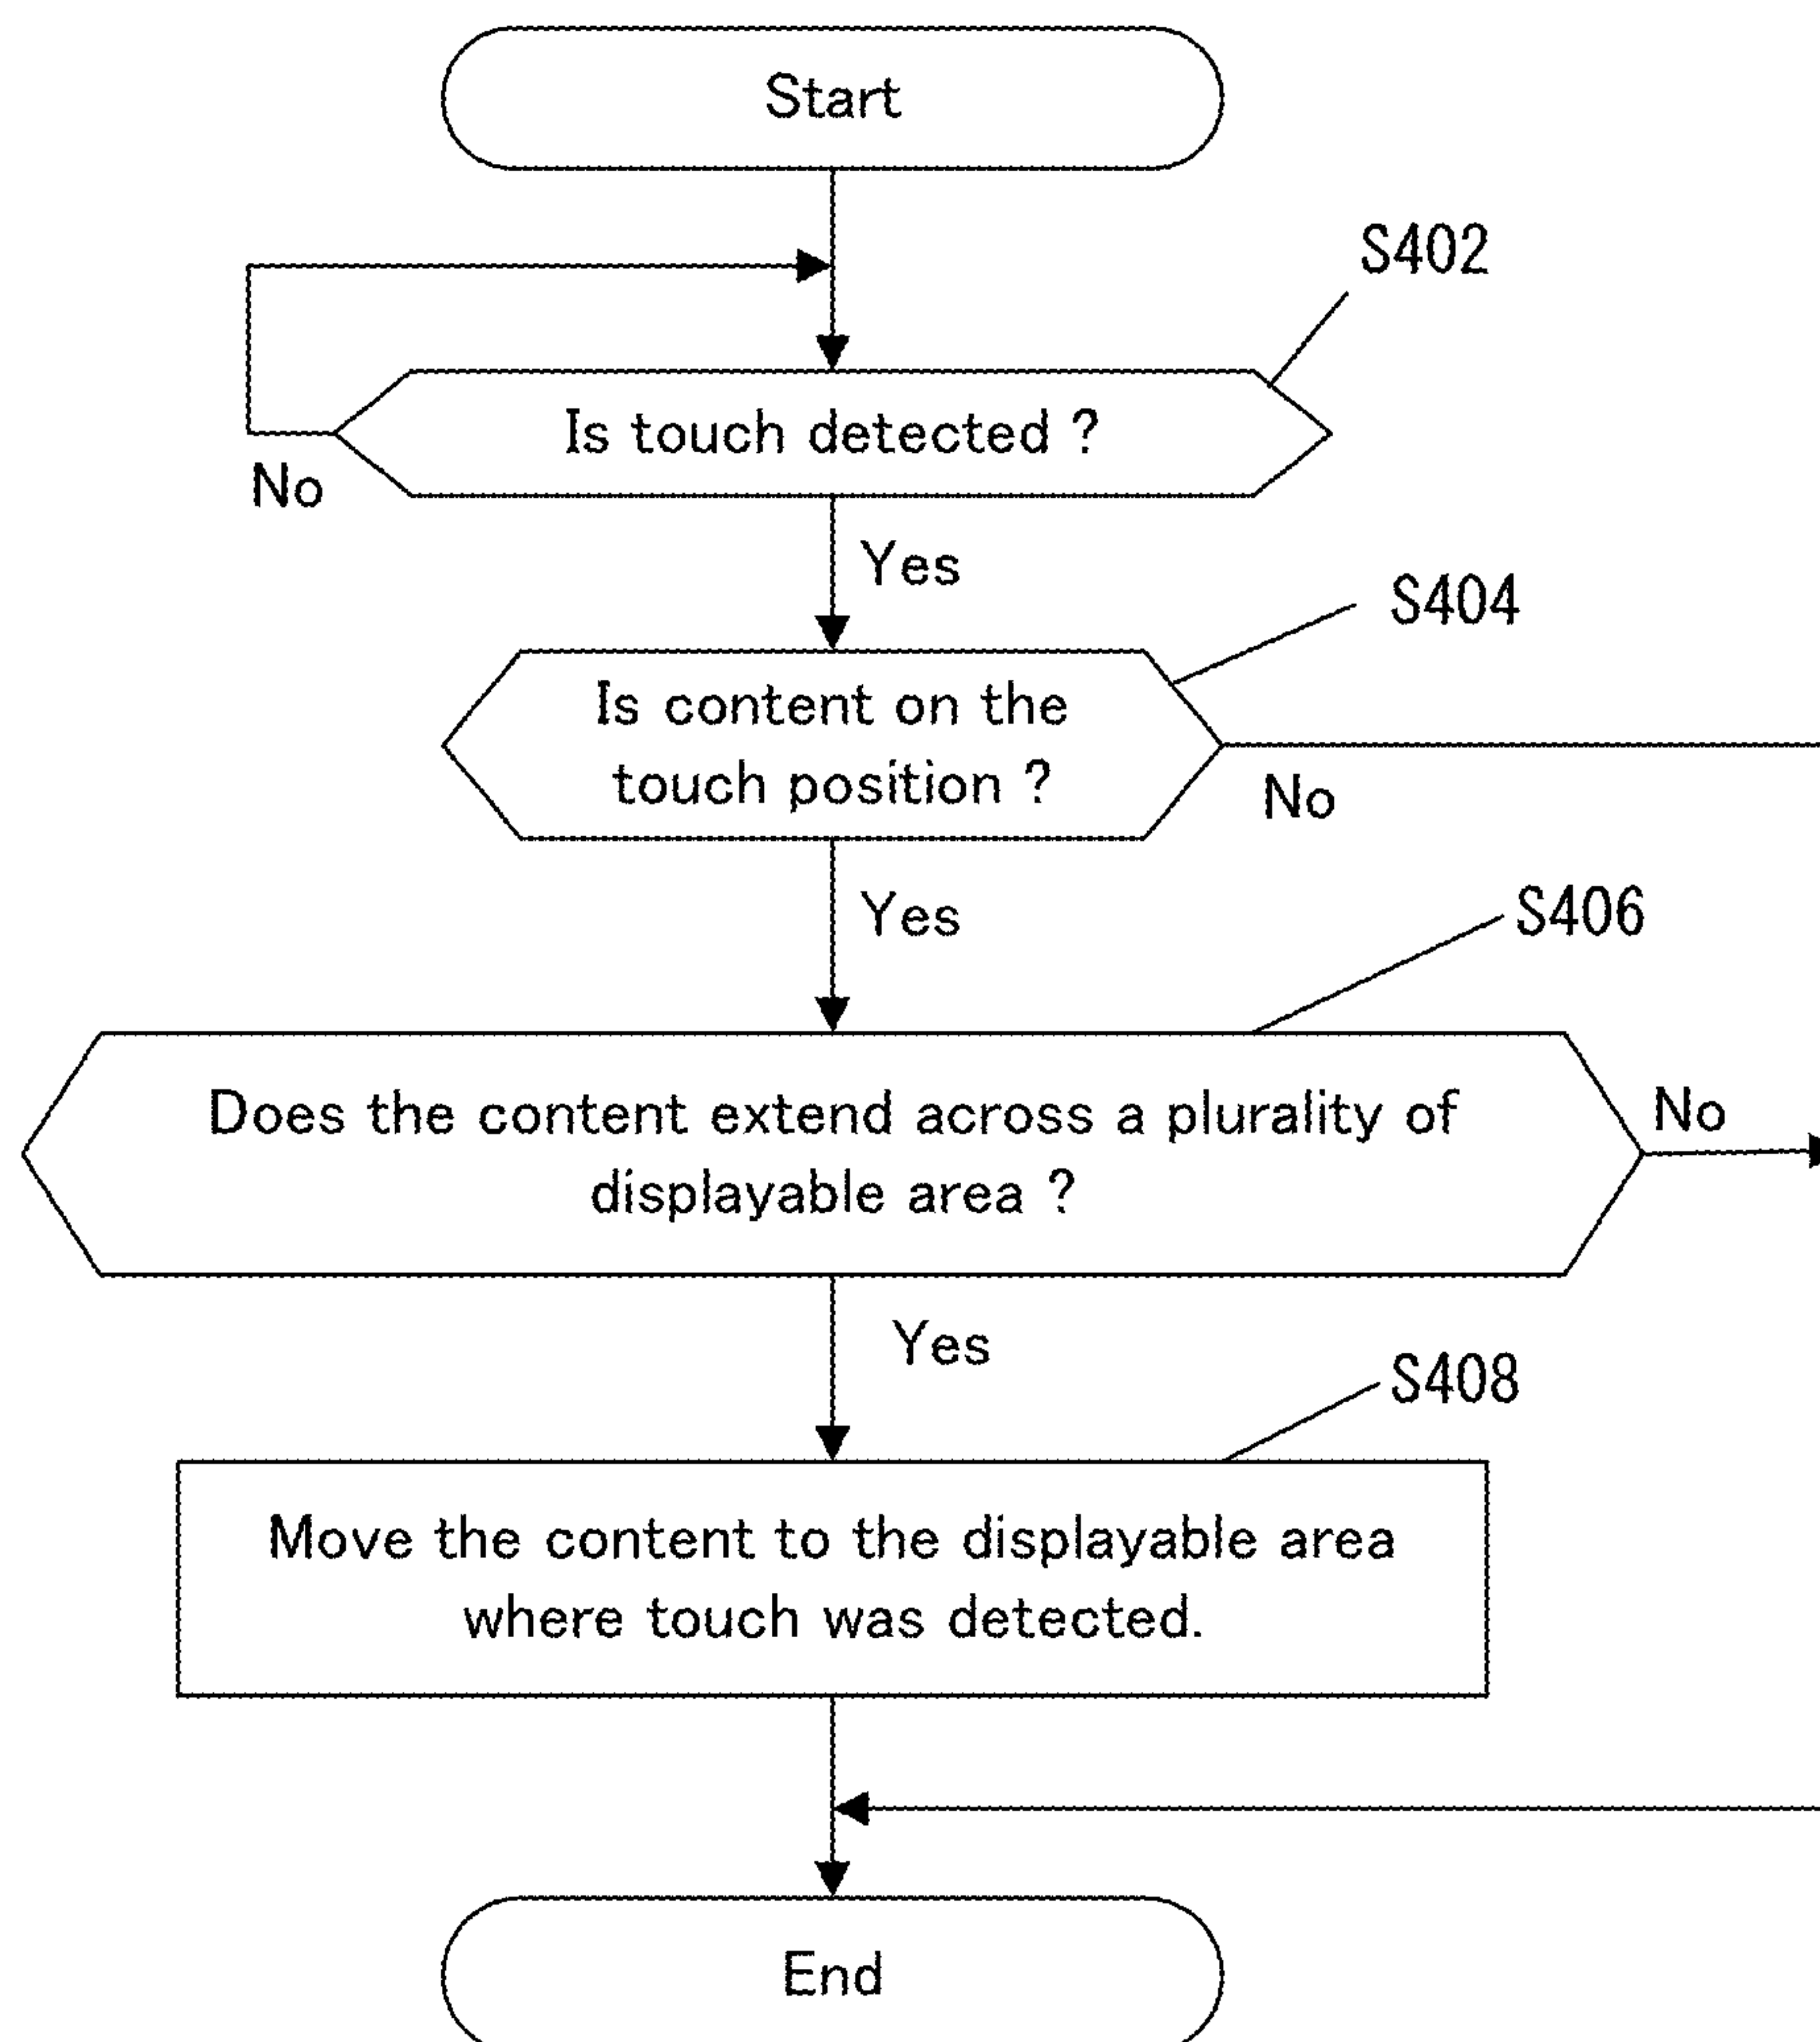 Start
S402
Is touch detected ?
No
Yes
S404
Is content on the
touch position ?
No
Yes
S406
Does the content extend across a plurality of
displayable area ?
No
Yes
S408
Move the content to the displayable area
where touch was detected.
End